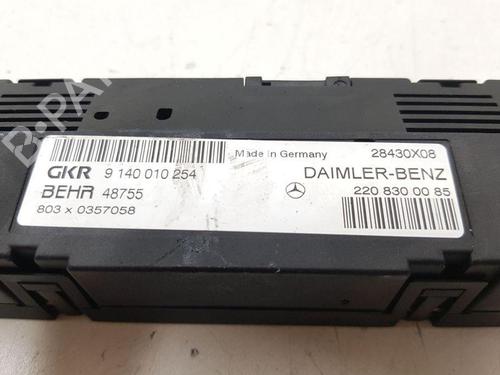 B-PARTS
Made in Germany
28430X08
GKR 9 140 010 254
DAIMLER-BENZ
BEHR 48755
220 830 00 85
803 x 0357058